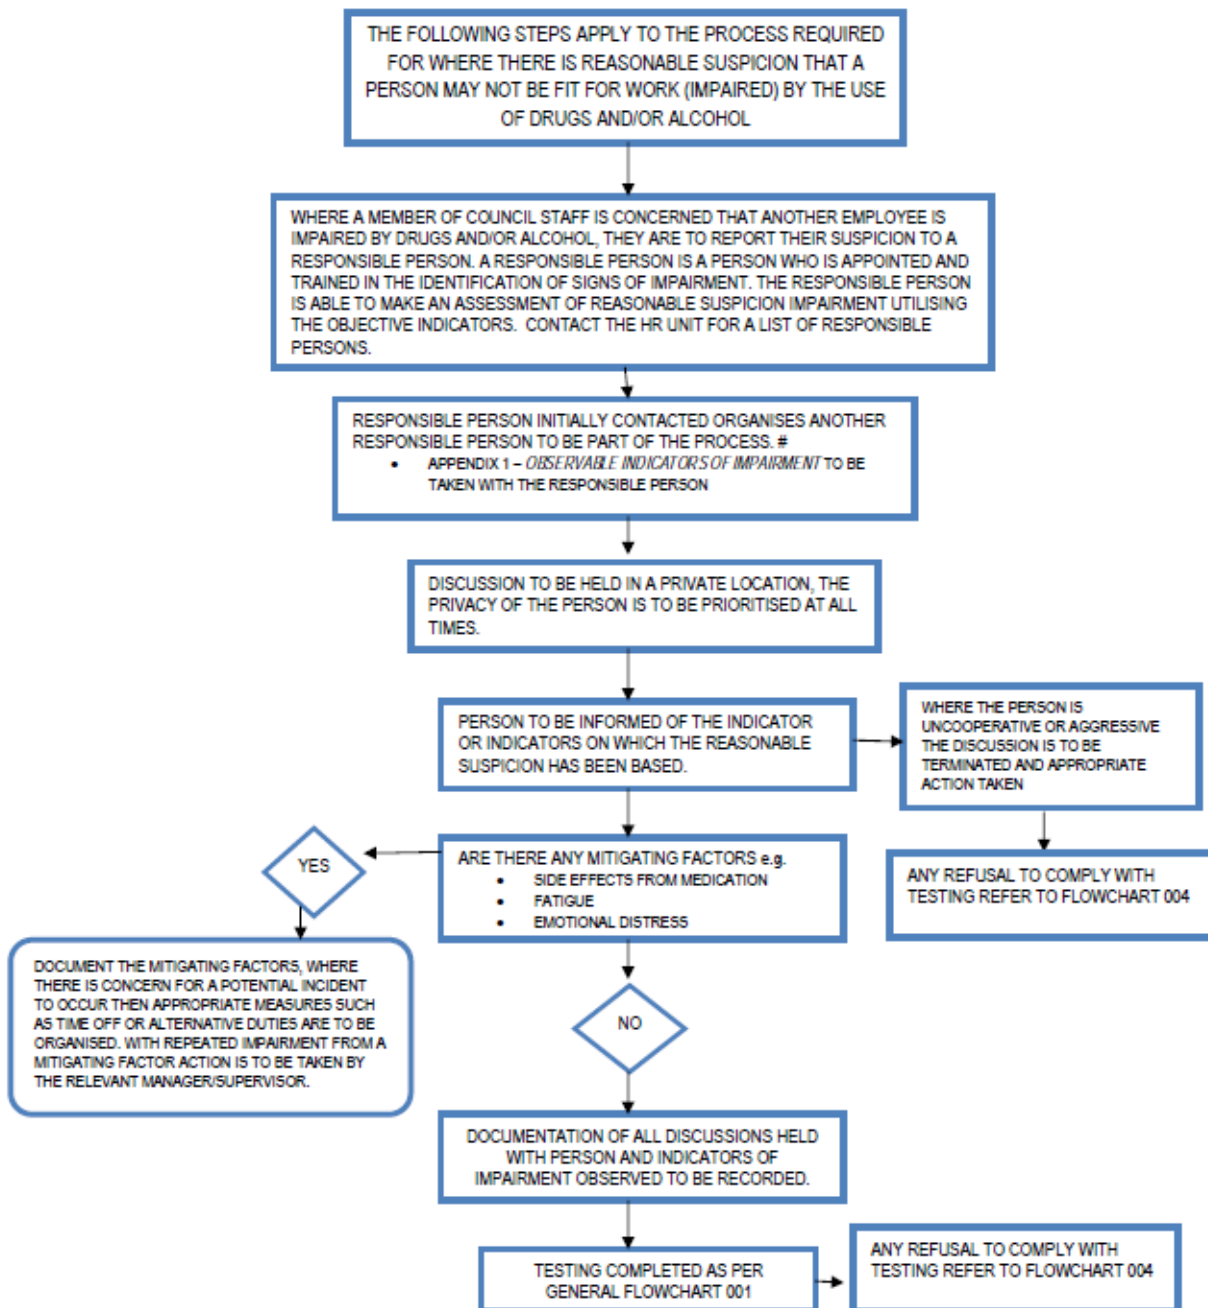 THE FOLLOWING STEPS APPLY TO THE PROCESS REQUIRED
FOR WHERE THERE IS REASONABLE SUSPICION THAT A
PERSON MAY NOT BE FIT FOR WORK (IMPAIRED) BY THE USE
OF DRUGS AND/OR ALCOHOL
WHERE A MEMBER OF COUNCIL STAFF IS CONCERNED THAT ANOTHER EMPLOYEE IS
IMPAIRED BY DRUGS AND/OR ALCOHOL, THEY ARE TO REPORT THEIR SUSPICION TO A
RESPONSIBLE PERSON. A RESPONSIBLE PERSON IS A PERSON WHO IS APPOINTED AND
TRAINED IN THE IDENTIFICATION OF SIGNS OF IMPAIRMENT. THE RESPONSIBLE PERSON
IS ABLE TO MAKE AN ASSESSMENT OF REASONABLE SUSPICION IMPAIRMENT UTILISING
THE OBJECTIVE INDICATORS. CONTACT THE HR UNIT FOR A LIST OF RESPONSIBLE
PERSONS.
RESPONSIBLE PERSON INITIALLY CONTACTED ORGANISES ANOTHER
RESPONSIBLE PERSON TO BE PART OF THE PROCESS. #
• APPENDIX 1 – OBSERVABLE INDICATORS OF IMPAIRMENT TO BE
TAKEN WITH THE RESPONSIBLE PERSON
DISCUSSION TO BE HELD IN A PRIVATE LOCATION, THE
PRIVACY OF THE PERSON IS TO BE PRIORITISED AT ALL
TIMES.
PERSON TO BE INFORMED OF THE INDICATOR
OR INDICATORS ON WHICH THE REASONABLE
SUSPICION HAS BEEN BASED.
WHERE THE PERSON IS
UNCOOPERATIVE OR AGGRESSIVE
THE DISCUSSION IS TO BE
TERMINATED AND APPROPRIATE
ACTION TAKEN
ANY REFUSAL TO COMPLY WITH
TESTING REFER TO FLOWCHART 004
ARE THERE ANY MITIGATING FACTORS e.g.
• SIDE EFFECTS FROM MEDICATION
• FATIGUE
• EMOTIONAL DISTRESS
YES
DOCUMENT THE MITIGATING FACTORS, WHERE
THERE IS CONCERN FOR A POTENTIAL INCIDENT
TO OCCUR THEN APPROPRIATE MEASURES SUCH
AS TIME OFF OR ALTERNATIVE DUTIES ARE TO BE
ORGANISED. WITH REPEATED IMPAIRMENT FROM A
MITIGATING FACTOR ACTION IS TO BE TAKEN BY
THE RELEVANT MANAGER/SUPERVISOR.
NO
DOCUMENTATION OF ALL DISCUSSIONS HELD
WITH PERSON AND INDICATORS OF
IMPAIRMENT OBSERVED TO BE RECORDED.
TESTING COMPLETED AS PER
GENERAL FLOWCHART 001
ANY REFUSAL TO COMPLY WITH
TESTING REFER TO FLOWCHART 004